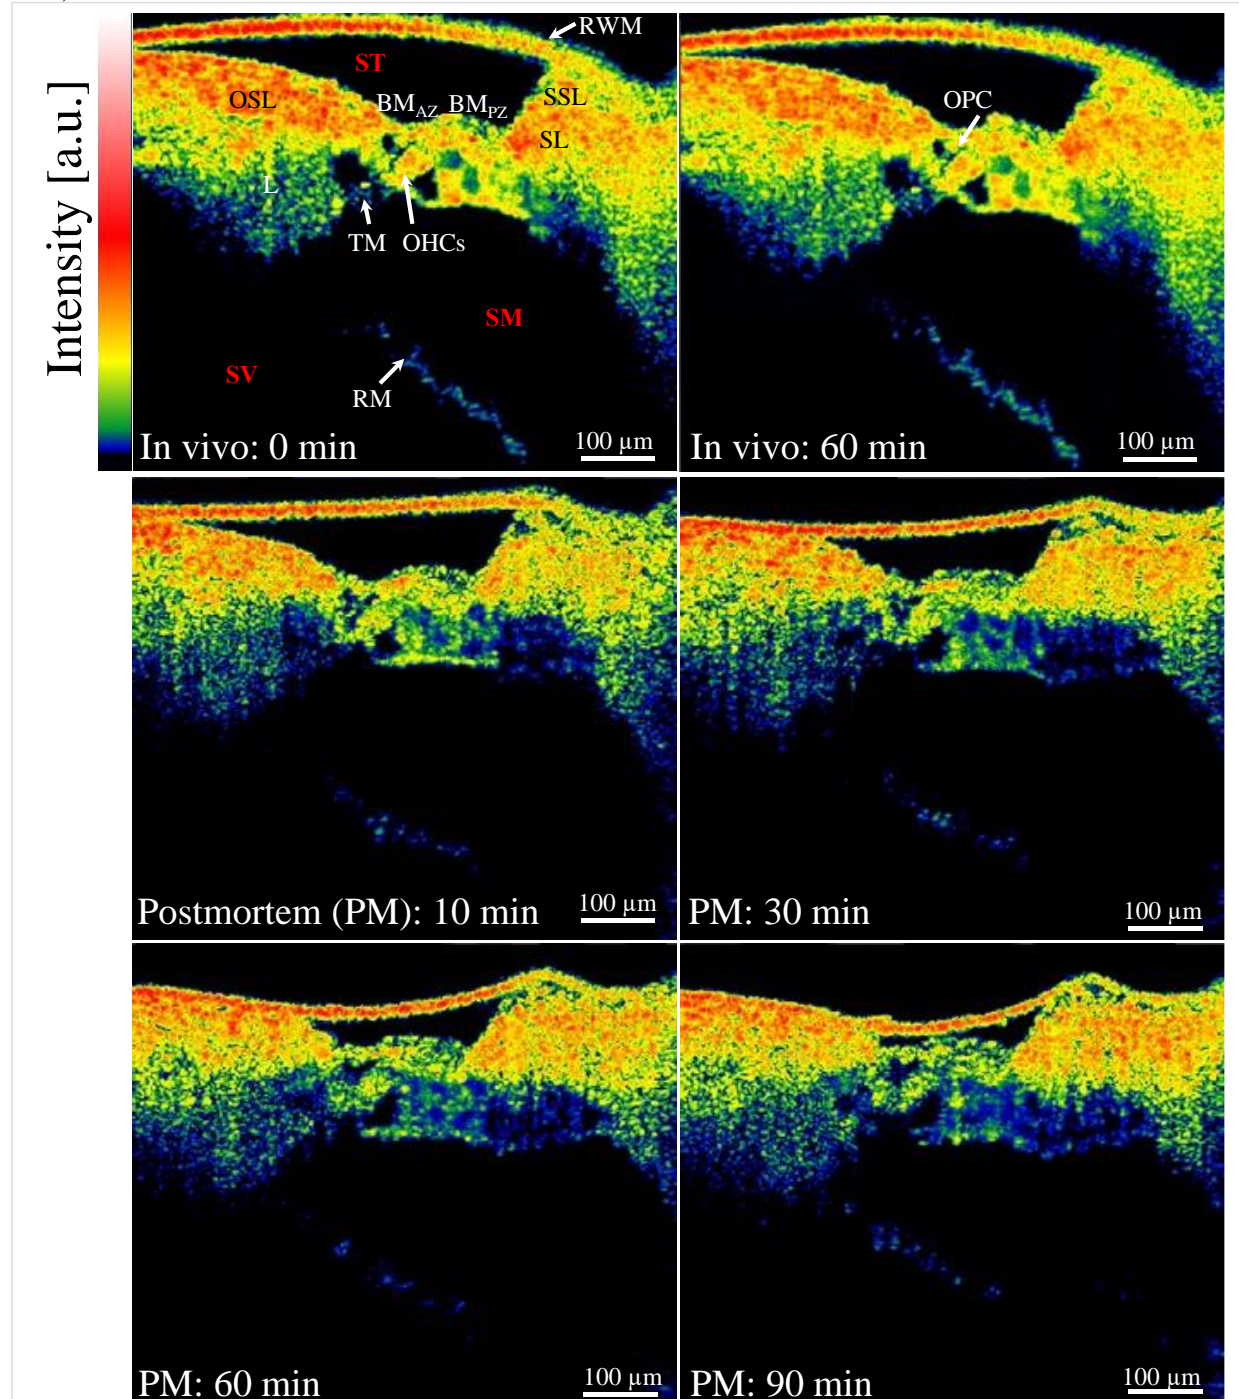 Intensity [a.u.]
RWM
ST
OSL
BM_AZ BM_PZ
SSL
SL
L
TM
OHCs
SM
SV
RM
In vivo: 0 min
100 µm
OPC
In vivo: 60 min
100 µm
Postmortem (PM): 10 min
100 µm
PM: 30 min
100 µm
PM: 60 min
100 µm
PM: 90 min
100 µm